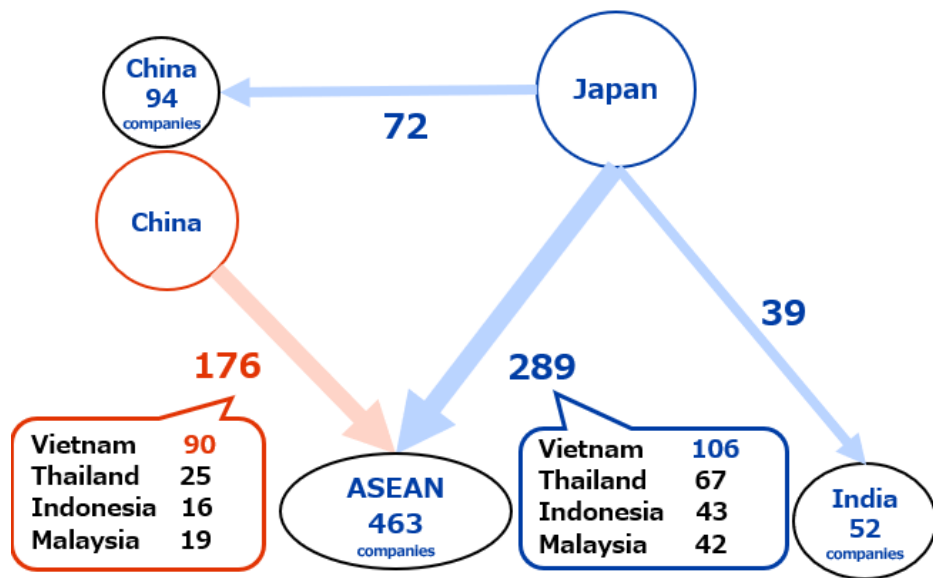 China
94
companies
Japan
72
China
39
176
289
Vietnam 90
Thailand 25
Indonesia 16
Malaysia 19
ASEAN
463
companies
Vietnam 106
Thailand 67
Indonesia 43
Malaysia 42
India
52
companies